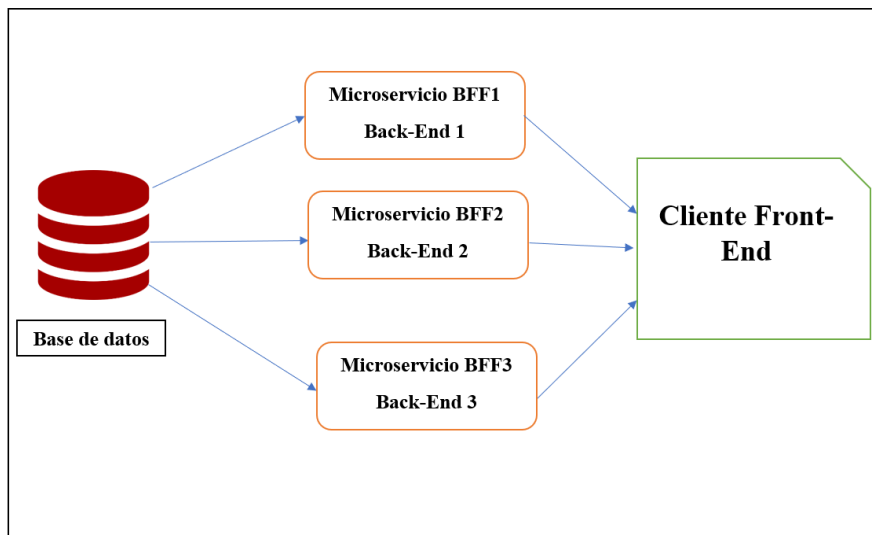 Microservicio BFF1
Back-End 1
Microservicio BFF2
Back-End 2
Cliente Front-
End
Base de datos
Microservicio BFF3
Back-End 3